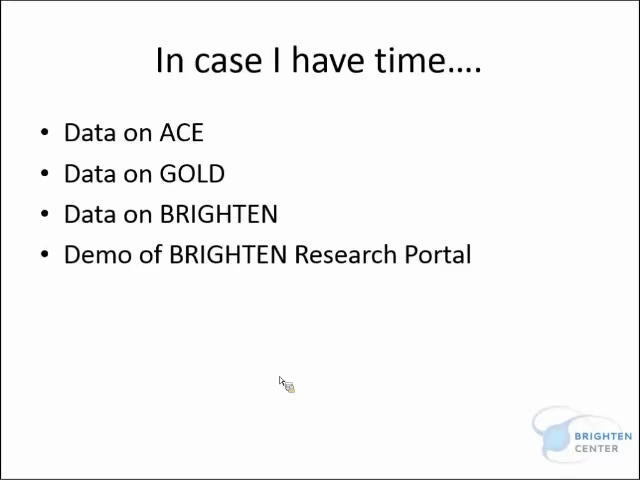 In case I have time....
• Data on ACE
• Data on GOLD
• Data on BRIGHTEN
• Demo of BRIGHTEN Research Portal
BRIGHTEN
CENTER